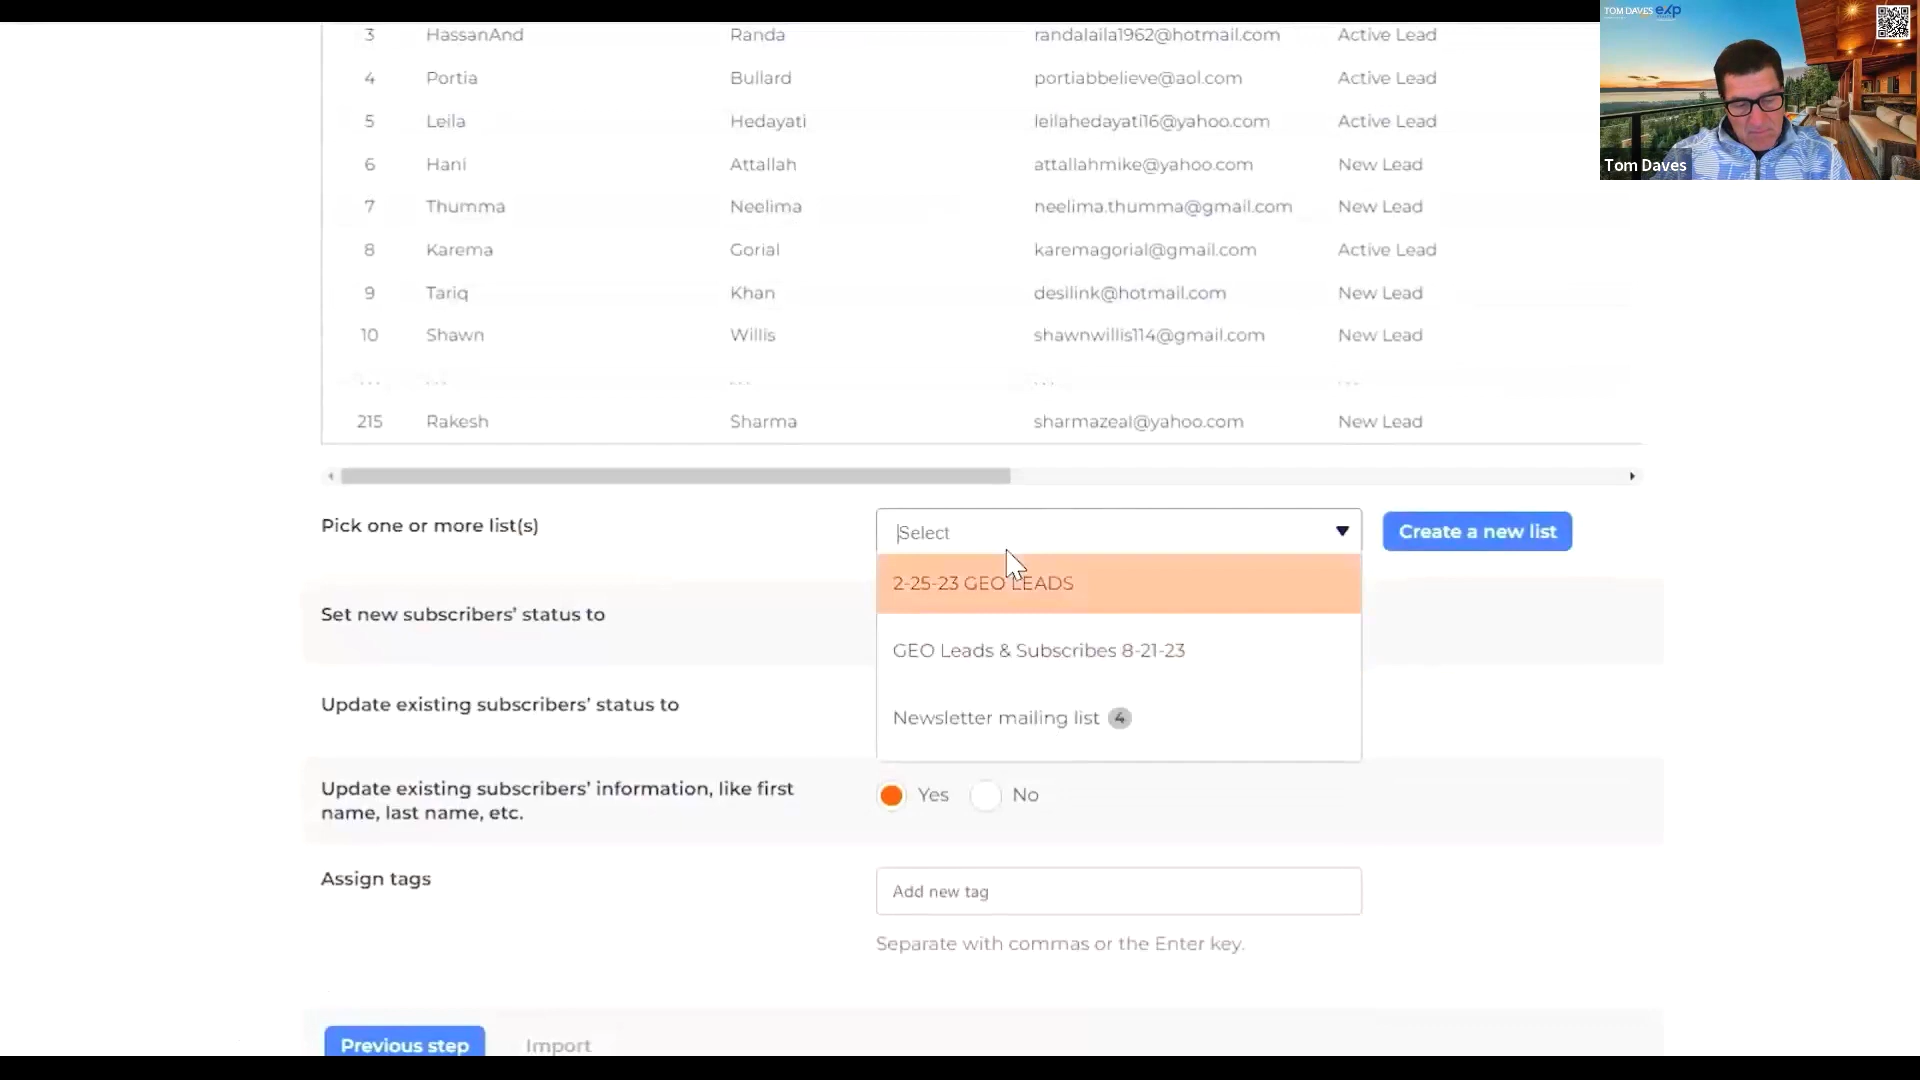 TOM DAVES eXp
3 HassanAnd Randa randalaila1962@hotmail.com Active Lead
4 Portia Bullard portiabbelieve@aol.com Active Lead
5 Leila Hedayati leilahedayati16@yahoo.com Active Lead
6 Hani Attallah attallahmike@yahoo.com New Lead
Tom Daves
7 Thumma Neelima neelima.thumma@gmail.com New Lead
8 Karema Gorial karemagorial@gmail.com Active Lead
9 Tariq Khan desilink@hotmail.com New Lead
10 Shawn Willis shawnwillis114@gmail.com New Lead
215 Rakesh Sharma sharmazeal@yahoo.com New Lead
Pick one or more list(s) Select Create a new list
2-25-23 GEO LEADS
Set new subscribers' status to
GEO Leads & Subscribes 8-21-23
Update existing subscribers' status to
Newsletter mailing list 4
Update existing subscribers' information, like first
name, last name, etc.
Yes No
Assign tags
Add new tag
Separate with commas or the Enter key.
Previous step Import